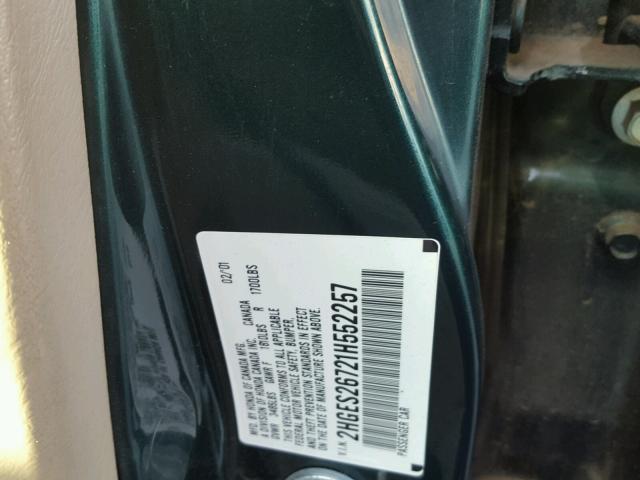 MFD. BY HONDA OF CANADA MFG. 02/01
A DIVISION OF HONDA CANADA INC. CANADA
GVWR 3485LBS GAWR F 1810LBS R 1700LBS
THIS VEHICLE CONFORMS TO ALL APPLICABLE
FEDERAL MOTOR VEHICLE SAFETY, BUMPER,
AND THEFT PREVENTION STANDARDS IN EFFECT
ON THE DATE OF MANUFACTURE SHOWN ABOVE.
V.I.N. 2HGES26721H552257
PASSENGER CAR